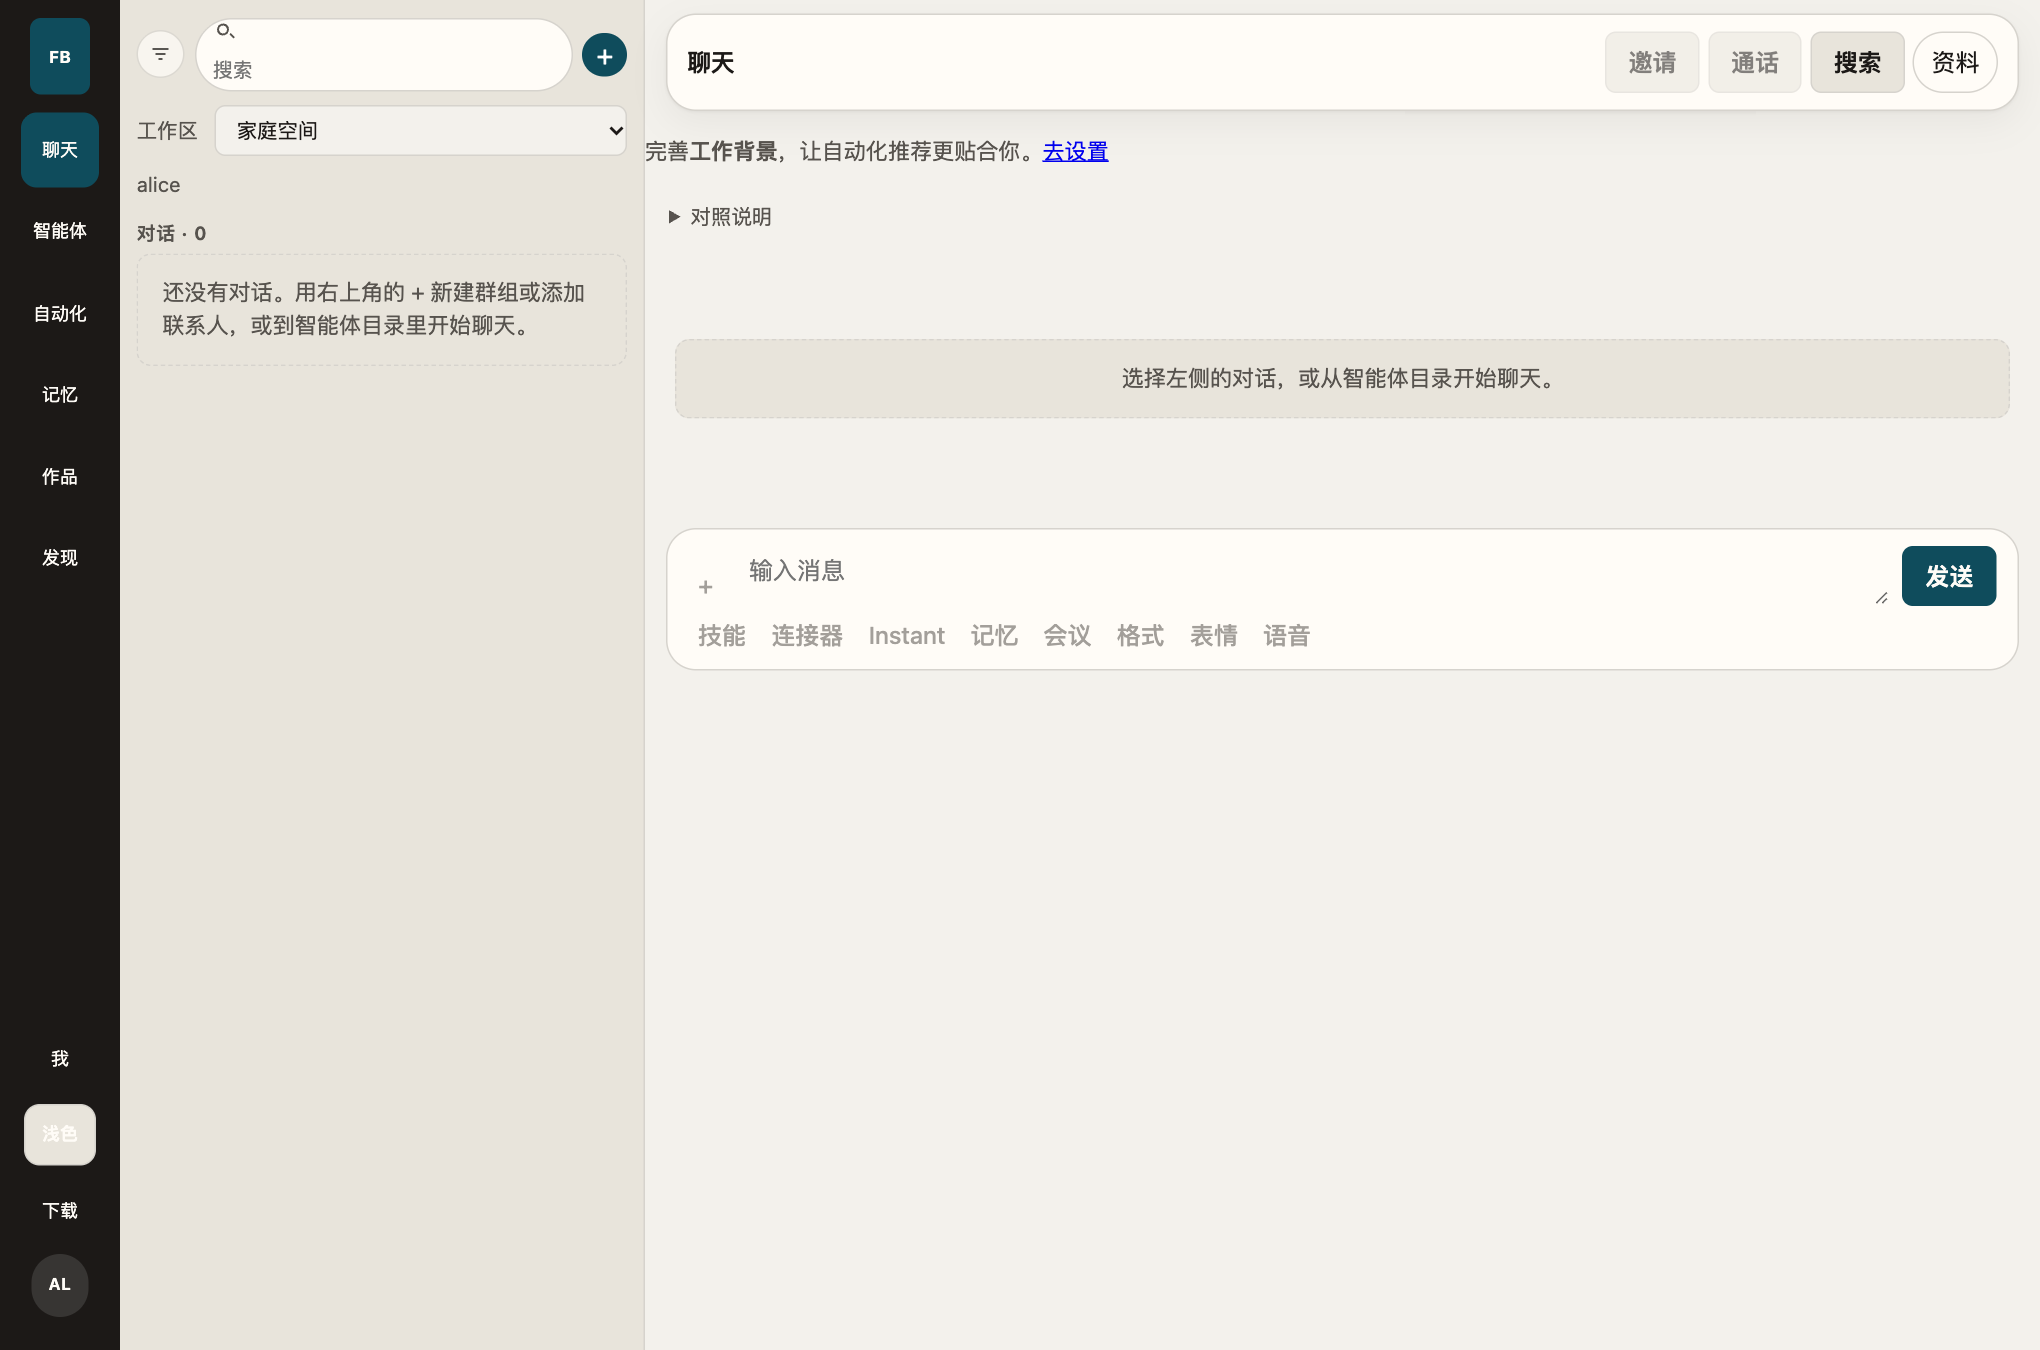 FB
聊天
智能体
自动化
记忆
作品
发现
我
浅色
下载
AL
搜索
+
工作区 家庭空间
alice
对话 · 0
还没有对话。用右上角的 + 新建群组或添加
联系人，或到智能体目录里开始聊天。
聊天 邀请 通话 搜索 资料
完善工作背景，让自动化推荐更贴合你。去设置
▶ 对照说明
选择左侧的对话，或从智能体目录开始聊天。
+ 输入消息 发送
技能 连接器 Instant 记忆 会议 格式 表情 语音